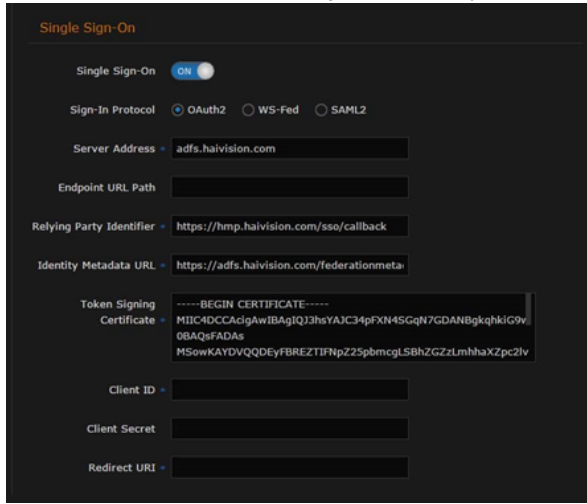 Single Sign-On
Single Sign-On ON
Sign-In Protocol OAuth2 WS-Fed SAML2
Server Address * adfs.haivision.com
Endpoint URL Path
Relying Party Identifier * https://hmp.haivision.com/sso/callback
Identity Metadata URL * https://adfs.haivision.com/federationmeta
Token Signing -----BEGIN CERTIFICATE-----
Certificate * MIIC4DCCAcigAwIBAgIQJ3hsYAJC34pFXN4SGqN7GDANBgkqhkiG9w
0BAQsFADAs
MSowKAYDVQQDEyFBREZTIFNpZ25pbmcgLSBhZGZzLmhhaXZpc2lv
Client ID *
Client Secret
Redirect URI *